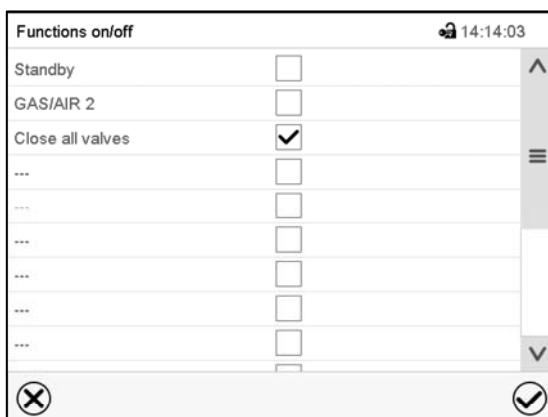 Functions on/off 14:14:03
Standby
GAS/AIR 2
Close all valves
---
---
---
---
---
---